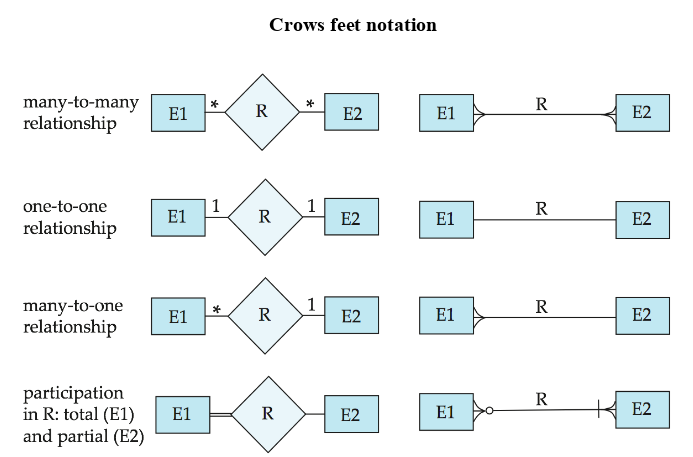 Crows feet notation
many-to-many
relationship
E1 * R * E2
E1 R E2
one-to-one
relationship
E1 1 R 1 E2
E1 R E2
many-to-one
relationship
E1 * R 1 E2
E1 R E2
participation
in R: total (E1)
and partial (E2)
E1 R E2
E1 R E2